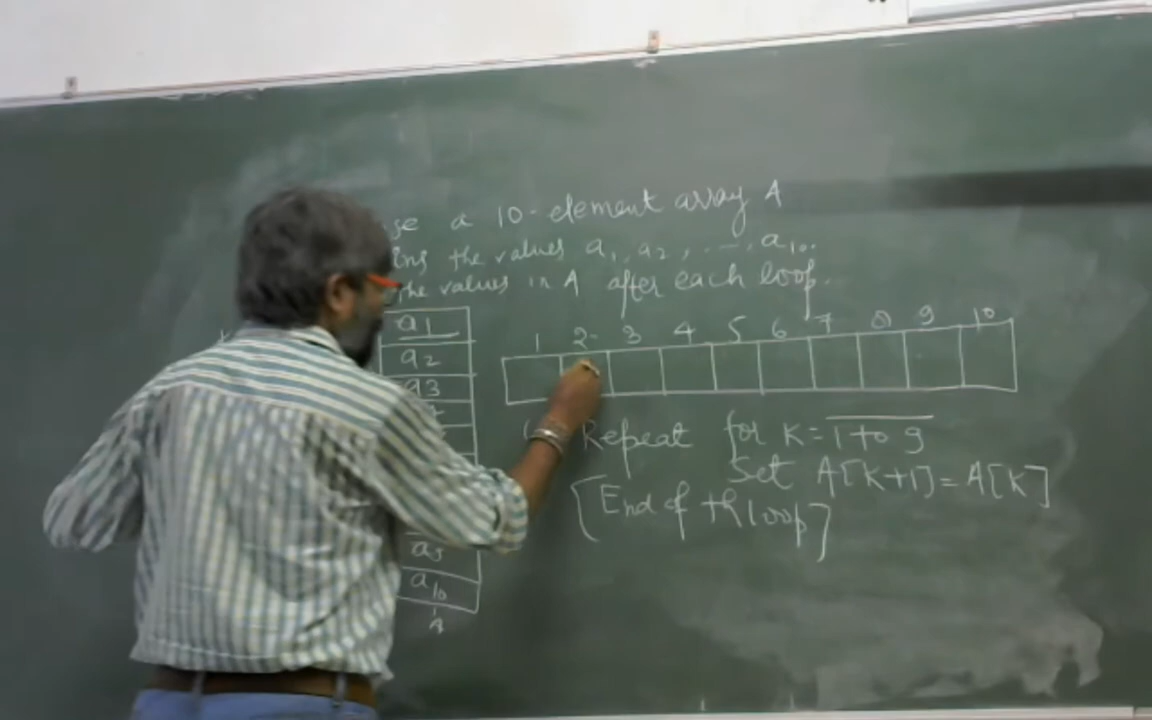 a 10-element array A
the values a1, a2, ..., a10.
the values in A after each loop.
a1
a2
a3
a10
A
1 2 3 4 5 6 7 8 9 10
Repeat for K=1 to 9
Set A[K+1]=A[K]
[End of th loop]